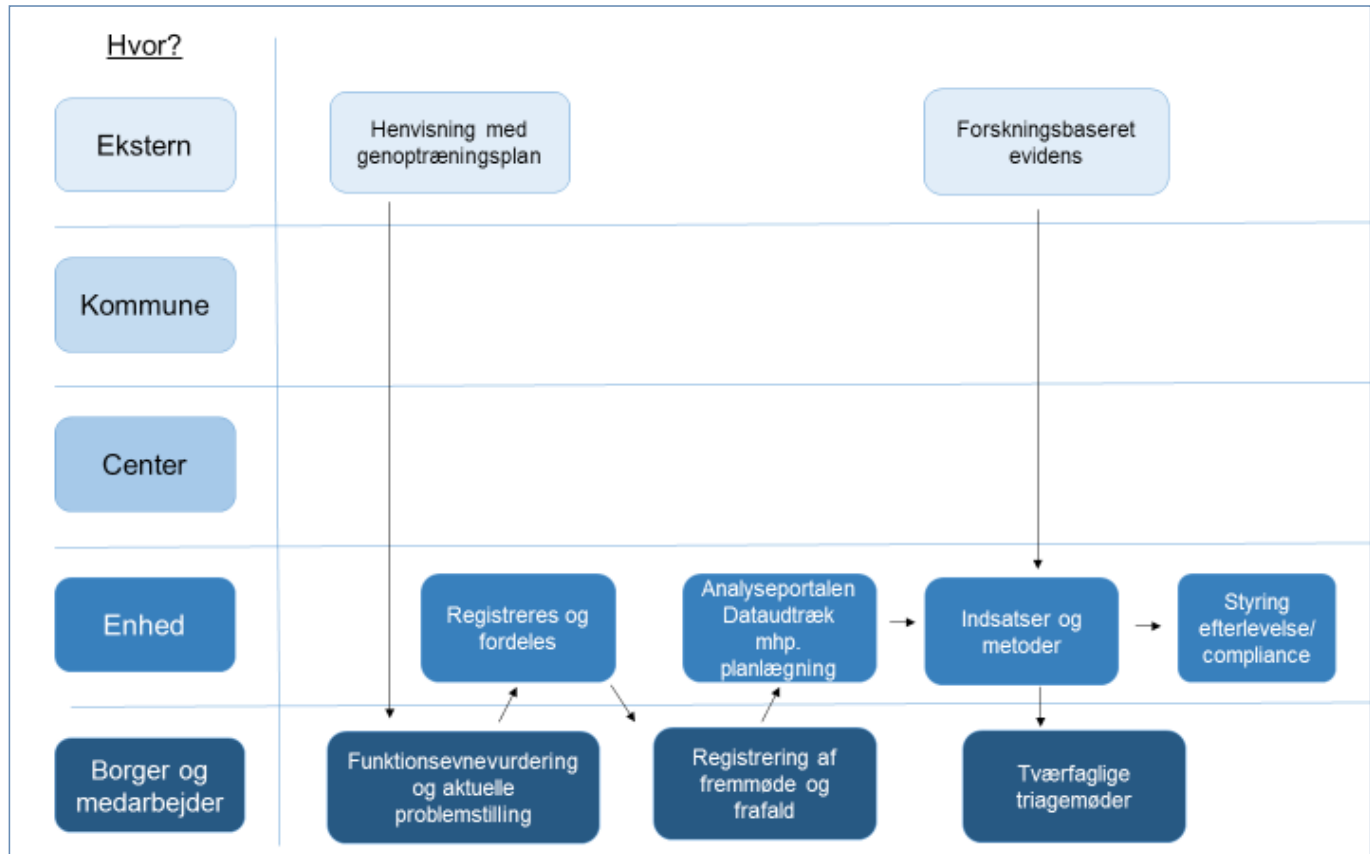 Hvor?
Ekstern
Henvisning med
genoptræningsplan
Forskningsbaseret
evidens
Kommune
Center
Enhed
Registreres og
fordeles
Analyseportalen
Dataudtræk
mhp.
planlægning
Indsatser og
metoder
Styring
efterlevelse/
compliance
Borger og
medarbejder
Funktionsevnevurdering
og aktuelle
problemstilling
Registrering af
fremmøde og
frafald
Tværfaglige
triagemøder